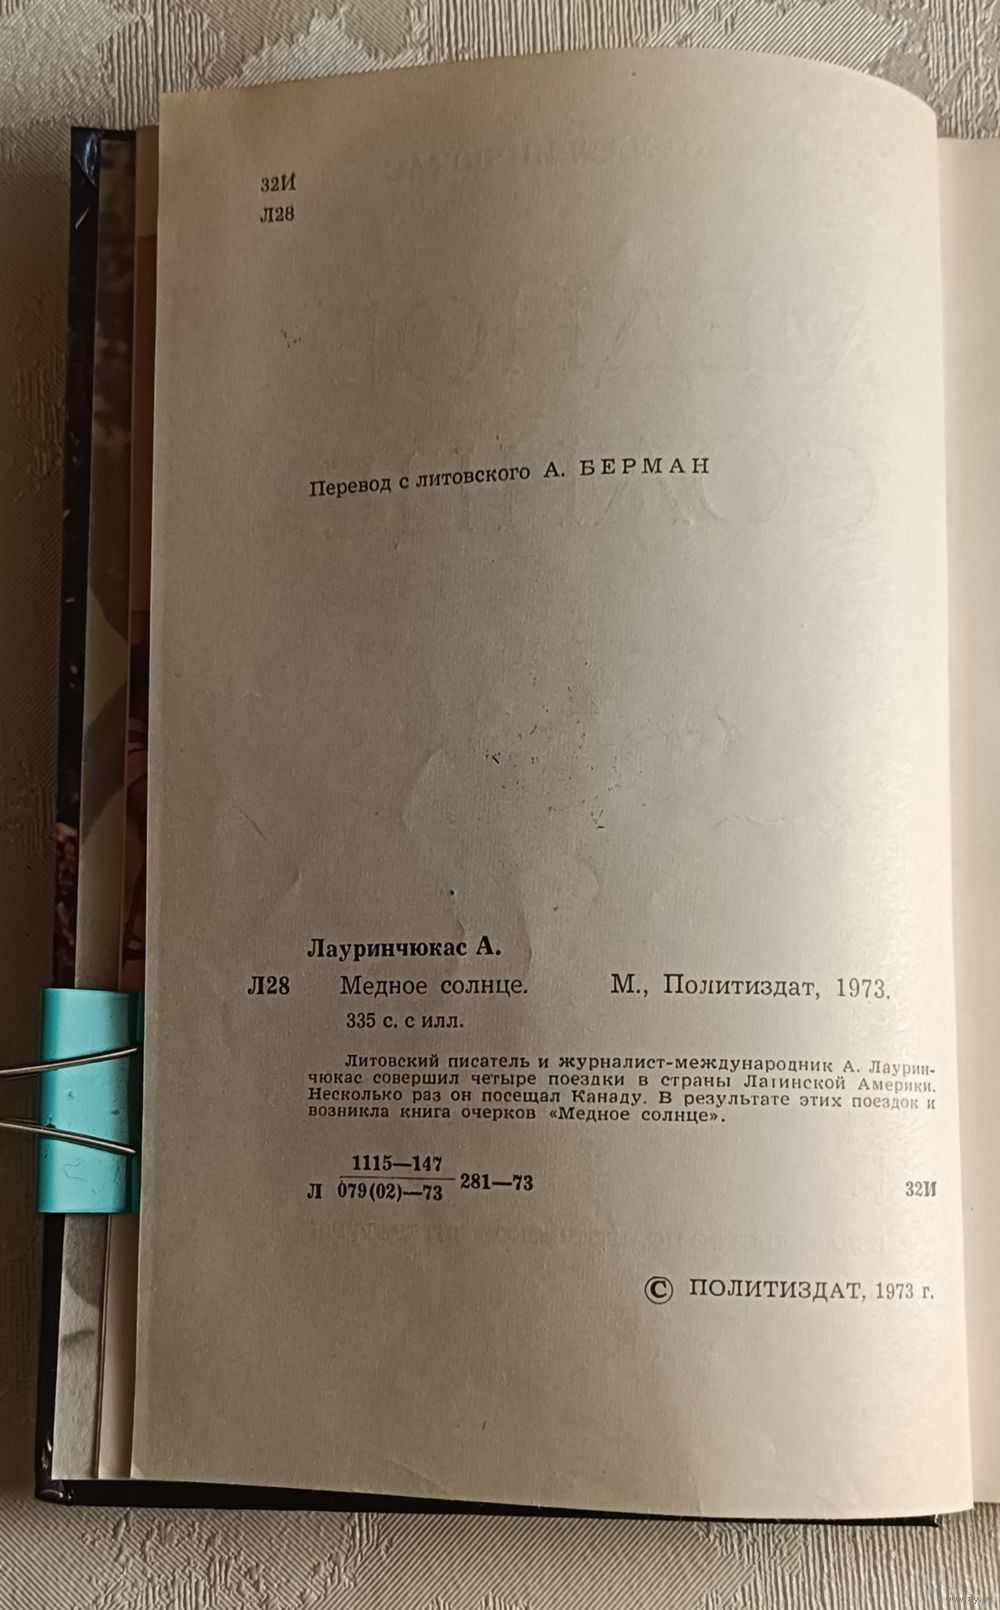 32И
Л28
Перевод с литовского А. БЕРМАН
Лауринчюкас А.
Л28 Медное солнце. М., Политиздат, 1973.
335 с. с илл.
Литовский писатель и журналист-международник А. Лаурин-
чюкас совершил четыре поездки в страны Латинской Америки.
Несколько раз он посещал Канаду. В результате этих поездок и
возникла книга очерков «Медное солнце».
1115—147
Л 079(02)—73 281—73 32И
© ПОЛИТИЗДАТ, 1973 г.